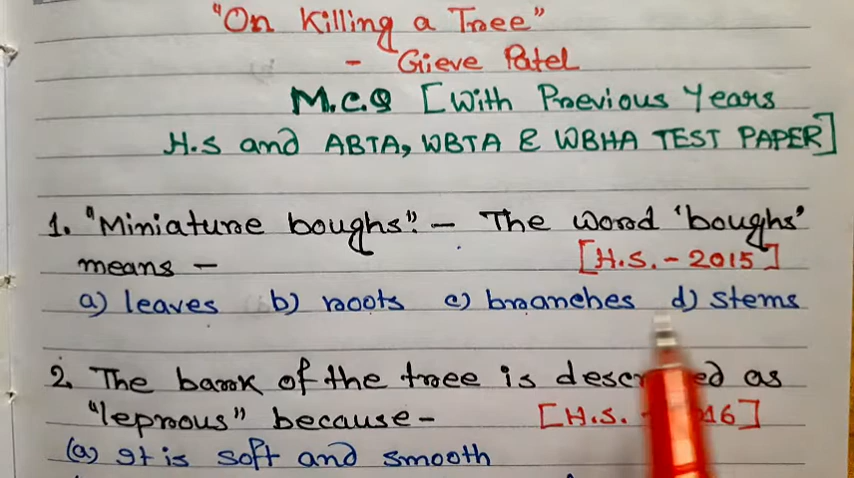 "On Killing a Tree"
- Gieve Patel
M.C.Q [With Previous Years
H.S and ABTA, WBTA & WBHA TEST PAPER]
1. "Miniature boughs". - The word 'boughs'
means - [H.S. - 2015]
a) leaves b) roots c) branches d) stems
2. The bark of the tree is as
"leprous" because - [H.S.
(a) It is soft and smooth